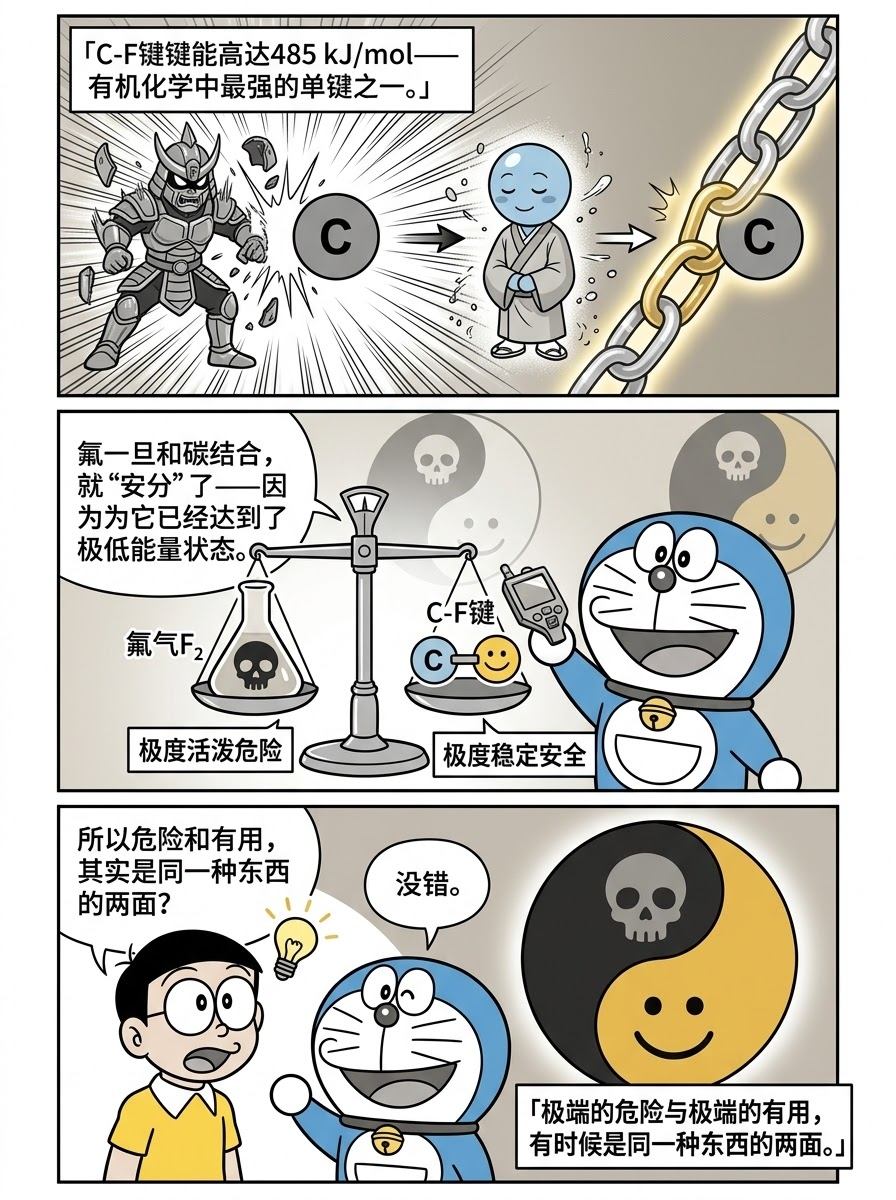 「C-F键键能高达485 kJ/mol——
有机化学中最强的单键之一。」
C
C
氟一旦和碳结合，
就“安分”了——因
为为它已经达到了
极低能量状态。
氟气F₂
C-F键
C
极度活泼危险
极度稳定安全
所以危险和有用，
其实是同一种东西
的两面？
没错。
「极端的危险与极端的有用，
有时候是同一种东西的两面。」